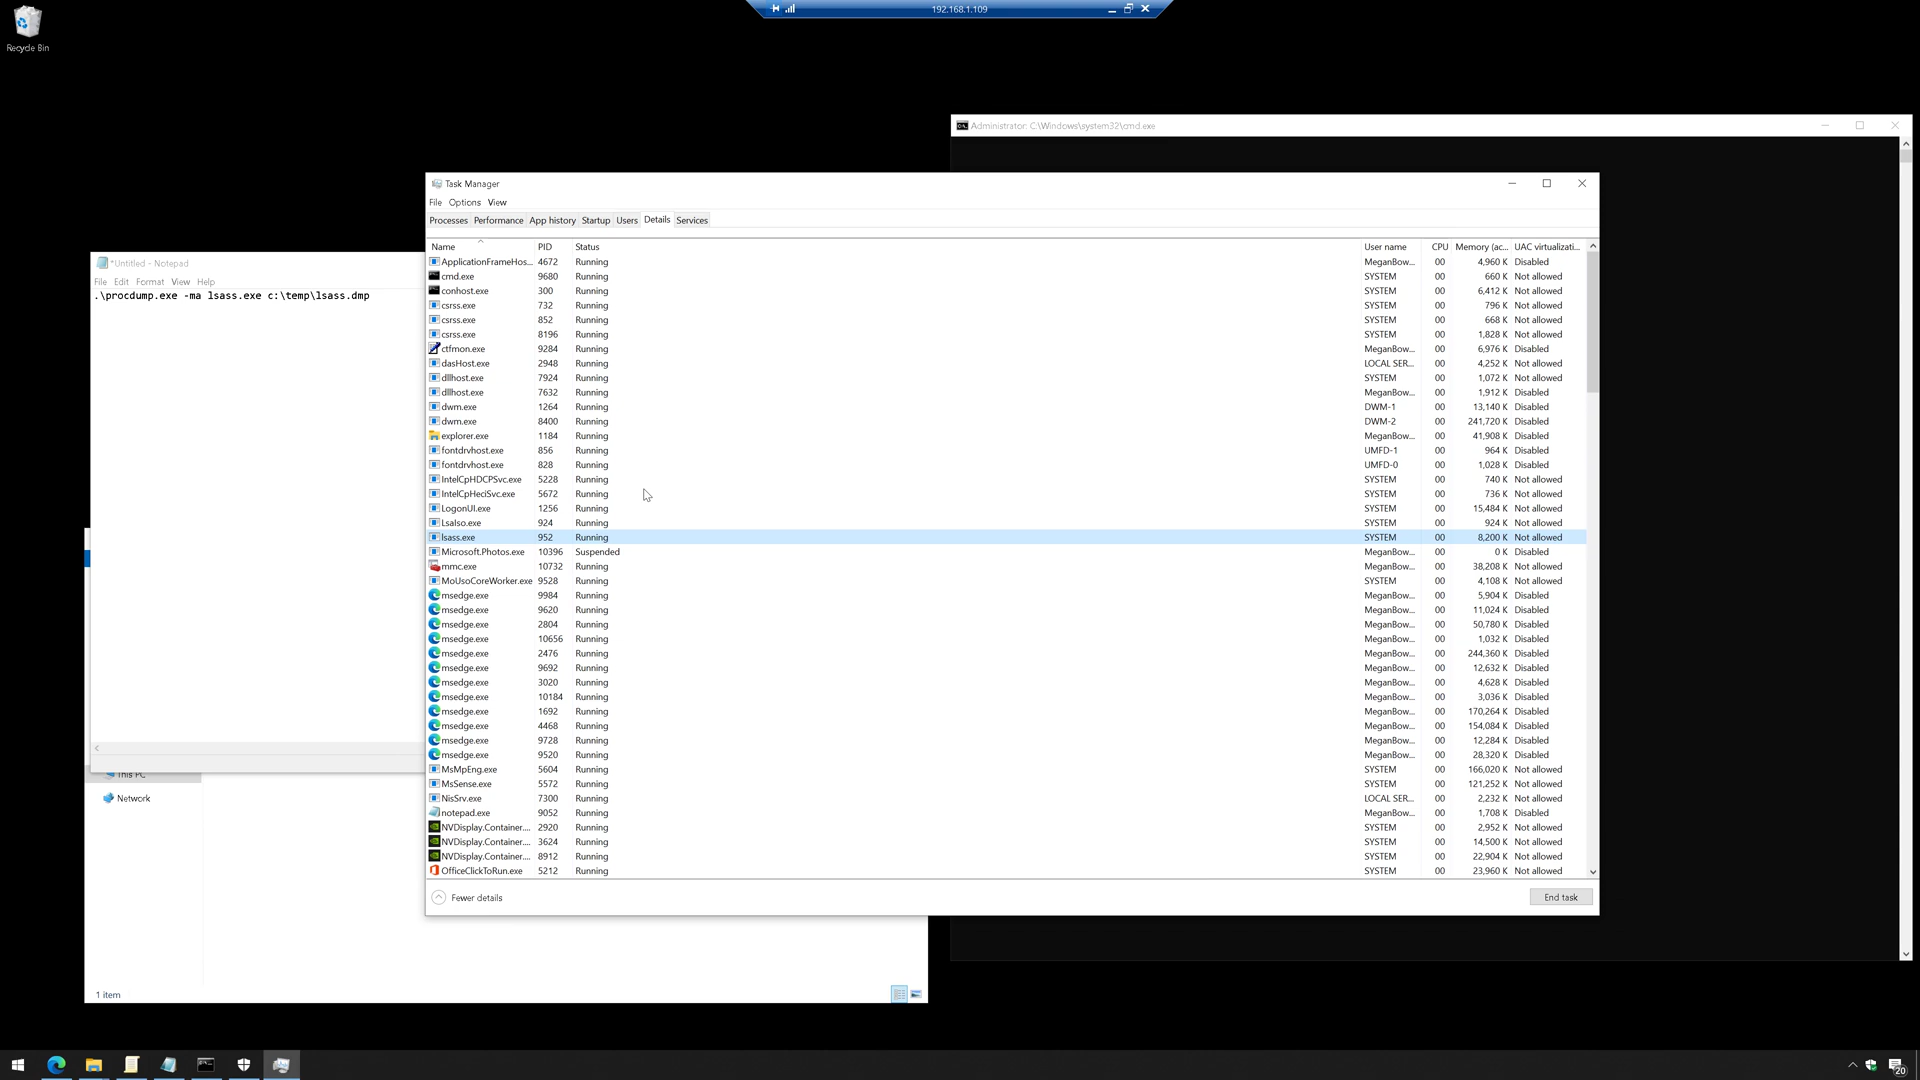 192.168.1.109
Recycle Bin
Administrator: C:\Windows\system32\cmd.exe
Task Manager
File Options View
Processes Performance App history Startup Users Details Services
Name PID Status User name CPU Memory (ac... UAC virtualizati...
ApplicationFrameHos... 4672 Running MeganBow... 00 4,960 K Disabled
cmd.exe 9680 Running SYSTEM 00 660 K Not allowed
conhost.exe 300 Running SYSTEM 00 6,412 K Not allowed
csrss.exe 732 Running SYSTEM 00 796 K Not allowed
csrss.exe 852 Running SYSTEM 00 668 K Not allowed
csrss.exe 8196 Running SYSTEM 00 1,828 K Not allowed
ctfmon.exe 9284 Running MeganBow... 00 6,976 K Disabled
dasHost.exe 2948 Running LOCAL SER... 00 4,252 K Not allowed
dllhost.exe 7924 Running SYSTEM 00 1,072 K Not allowed
dllhost.exe 7632 Running MeganBow... 00 1,912 K Disabled
dwm.exe 1264 Running DWM-1 00 13,140 K Disabled
dwm.exe 8400 Running DWM-2 00 241,720 K Disabled
explorer.exe 1184 Running MeganBow... 00 41,908 K Disabled
fontdrvhost.exe 856 Running UMFD-1 00 964 K Disabled
fontdrvhost.exe 828 Running UMFD-0 00 1,028 K Disabled
IntelCpHDCPSvc.exe 5228 Running SYSTEM 00 740 K Not allowed
IntelCpHeciSvc.exe 5672 Running SYSTEM 00 736 K Not allowed
LogonUI.exe 1256 Running SYSTEM 00 15,484 K Not allowed
LsaIso.exe 924 Running SYSTEM 00 924 K Not allowed
lsass.exe 952 Running SYSTEM 00 8,200 K Not allowed
Microsoft.Photos.exe 10396 Suspended MeganBow... 00 0 K Disabled
mmc.exe 10732 Running MeganBow... 00 38,208 K Disabled
MoUsoCoreWorker.exe 9528 Running SYSTEM 00 4,108 K Not allowed
msedge.exe 9984 Running MeganBow... 00 5,904 K Disabled
msedge.exe 9620 Running MeganBow... 00 11,024 K Disabled
msedge.exe 2804 Running MeganBow... 00 50,780 K Disabled
msedge.exe 10656 Running MeganBow... 00 1,032 K Disabled
msedge.exe 2476 Running MeganBow... 00 244,360 K Disabled
msedge.exe 9692 Running MeganBow... 00 12,632 K Disabled
msedge.exe 3020 Running MeganBow... 00 4,628 K Disabled
msedge.exe 10184 Running MeganBow... 00 3,036 K Disabled
msedge.exe 1692 Running MeganBow... 00 170,264 K Disabled
msedge.exe 4468 Running MeganBow... 00 154,084 K Disabled
msedge.exe 9728 Running MeganBow... 00 12,284 K Disabled
msedge.exe 9520 Running MeganBow... 00 28,320 K Disabled
MsMpEng.exe 5604 Running SYSTEM 00 166,020 K Not allowed
MsSense.exe 5572 Running SYSTEM 00 121,252 K Not allowed
NisSrv.exe 7300 Running LOCAL SER... 00 2,232 K Not allowed
notepad.exe 9052 Running MeganBow... 00 1,708 K Disabled
NVDisplay.Container.... 2920 Running SYSTEM 00 2,952 K Not allowed
NVDisplay.Container.... 3624 Running SYSTEM 00 14,500 K Not allowed
NVDisplay.Container.... 8912 Running SYSTEM 00 22,904 K Not allowed
OfficeClickToRun.exe 5212 Running SYSTEM 00 23,960 K Not allowed
Fewer details
End task
*Untitled - Notepad
File Edit Format View Help
.\procdump.exe -ma lsass.exe c:\temp\lsass.dmp
This PC
Network
1 item
20